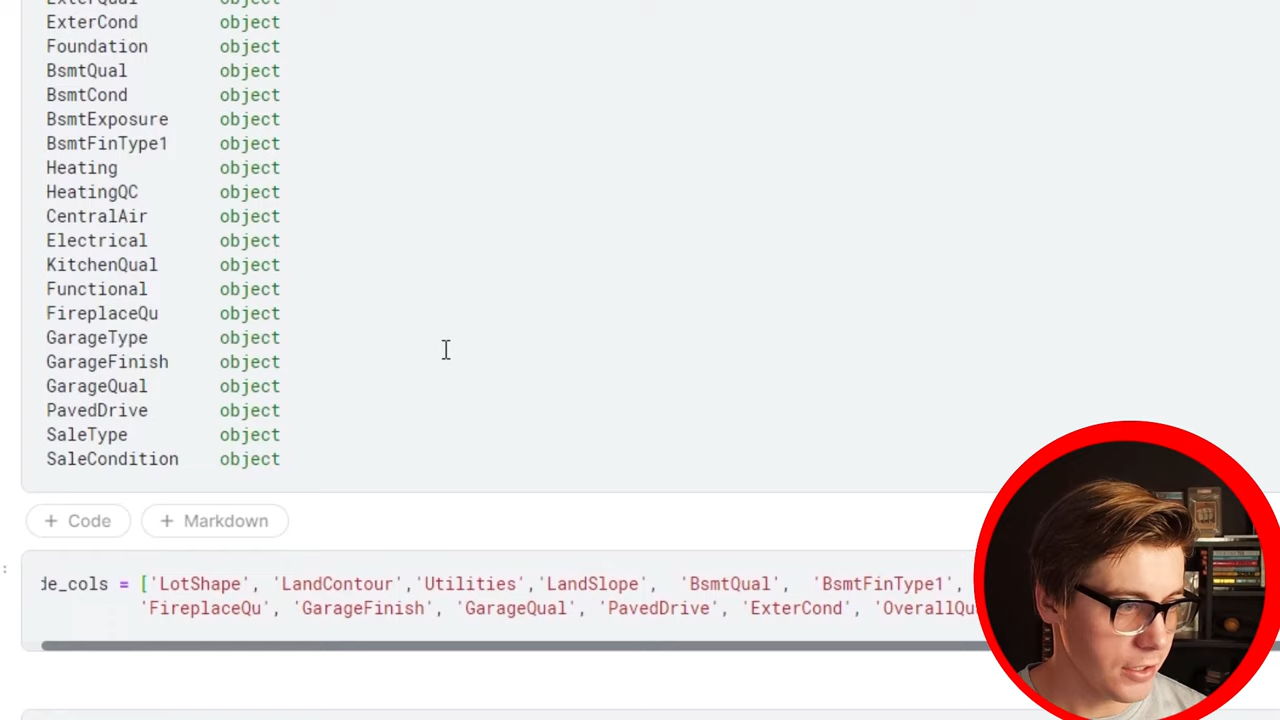 ExterQual object
ExterCond object
Foundation object
BsmtQual object
BsmtCond object
BsmtExposure object
BsmtFinType1 object
Heating object
HeatingQC object
CentralAir object
Electrical object
KitchenQual object
Functional object
FireplaceQu object
GarageType object
GarageFinish object
GarageQual object
PavedDrive object
SaleType object
SaleCondition object
+ Code + Markdown
:
de_cols = ['LotShape', 'LandContour','Utilities','LandSlope', 'BsmtQual', 'BsmtFinType1',
'FireplaceQu', 'GarageFinish', 'GarageQual', 'PavedDrive', 'ExterCond', 'OverallQu